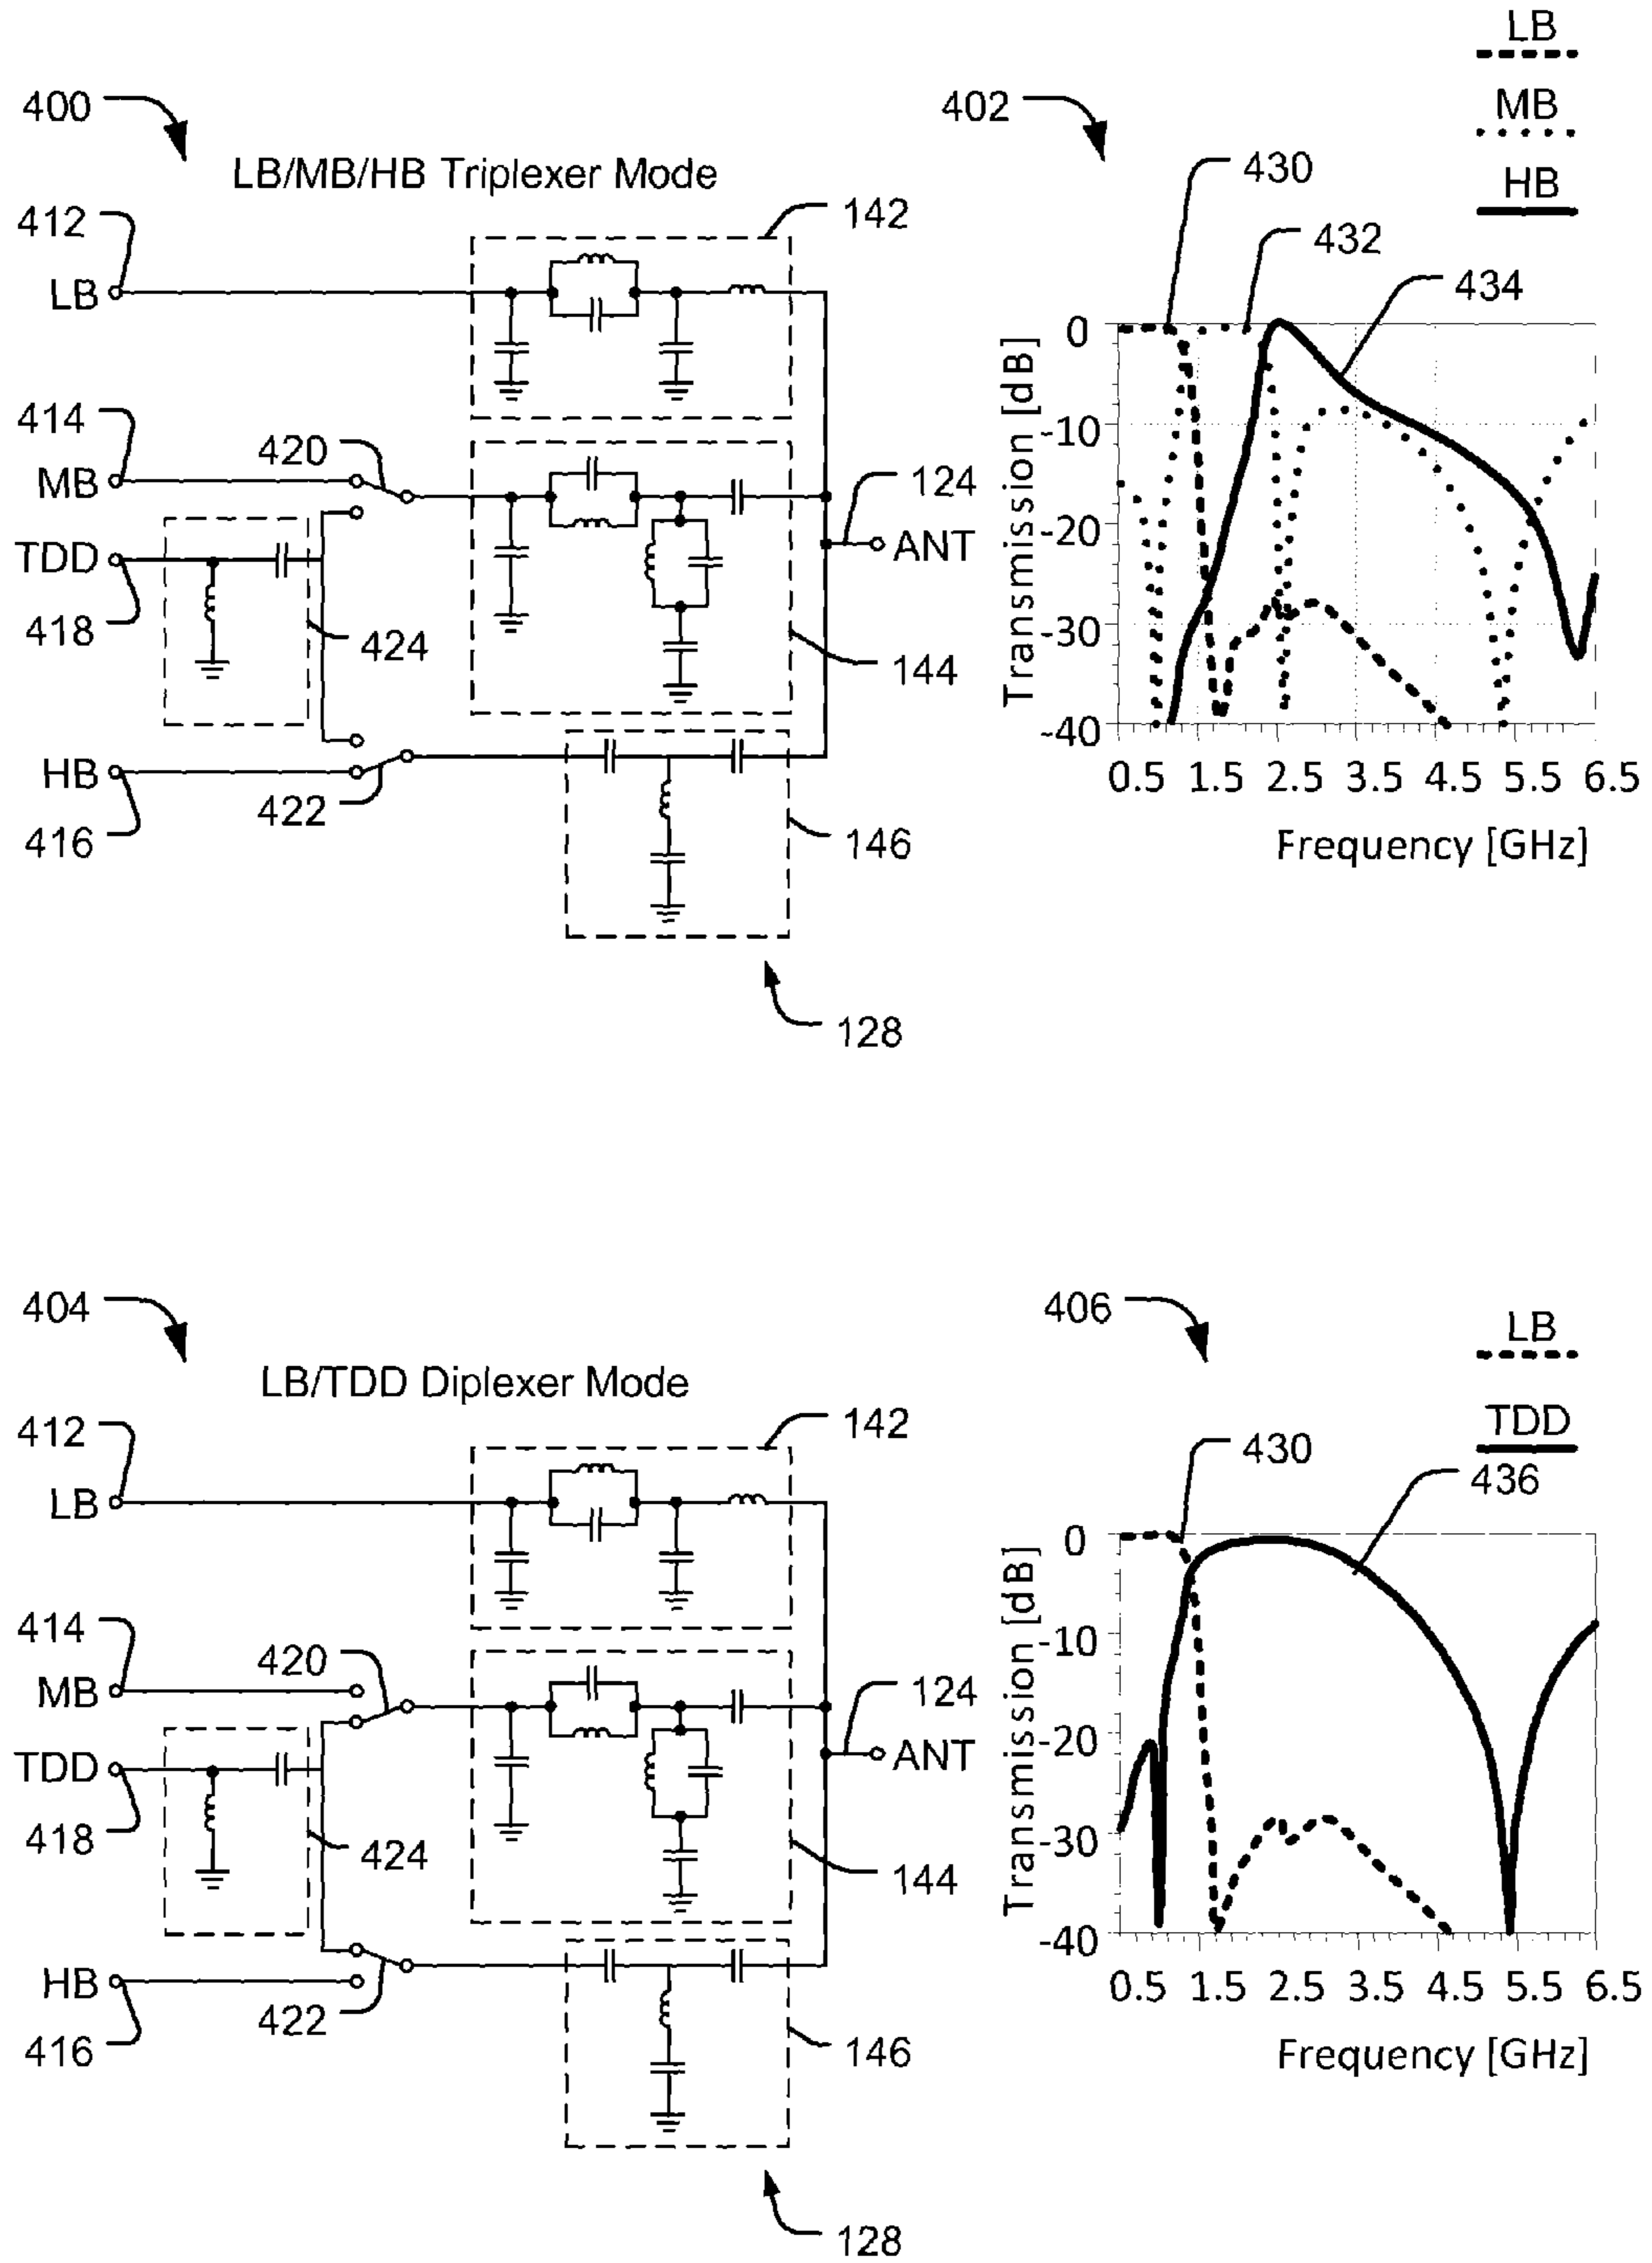 400
LB/MB/HB Triplexer Mode
412
LB
142
414
MB
420
TDD
418
424
124
ANT
144
HB
416
422
146
128
402
LB
MB
HB
430
432
434
Transmission [dB]
0
-10
-20
-30
-40
0.5 1.5 2.5 3.5 4.5 5.5 6.5
Frequency [GHz]
404
LB/TDD Diplexer Mode
412
LB
142
414
MB
420
TDD
418
424
124
ANT
144
HB
416
422
146
128
406
LB
TDD
430
436
Transmission [dB]
0
-10
-20
-30
-40
0.5 1.5 2.5 3.5 4.5 5.5 6.5
Frequency [GHz]